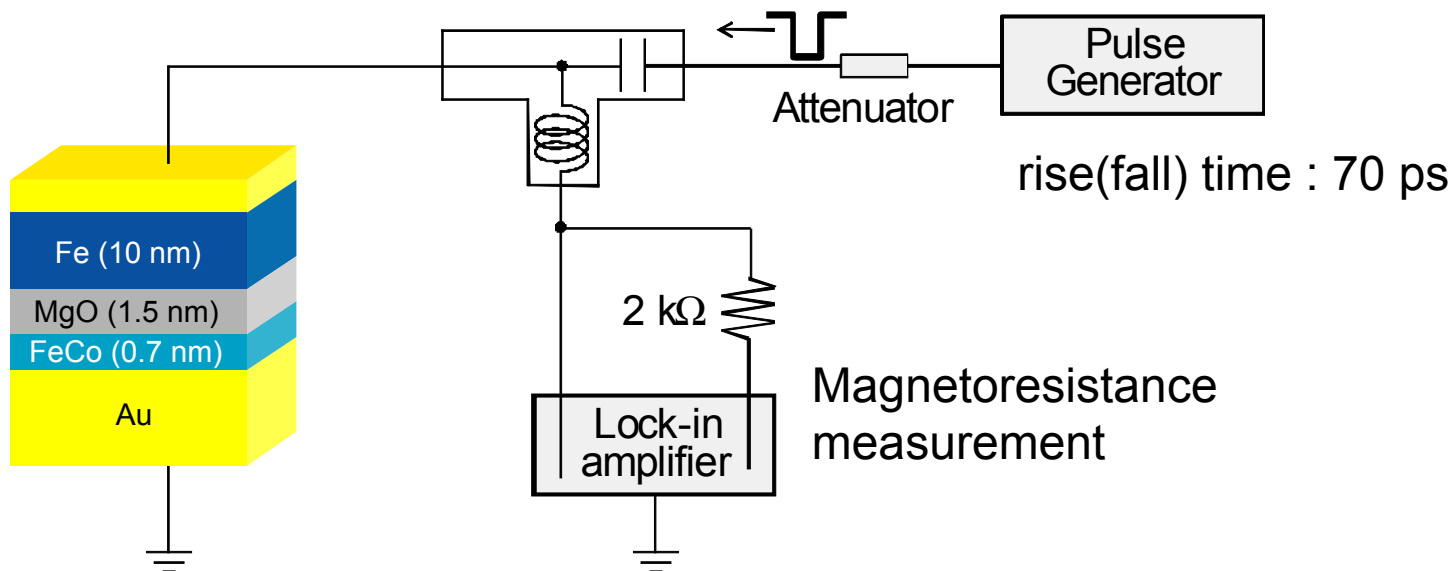 Pulse
Generator
Attenuator
rise(fall) time : 70 ps
Fe (10 nm)
MgO (1.5 nm)
FeCo (0.7 nm)
Au
2 kΩ
Lock-in
amplifier
Magnetoresistance
measurement